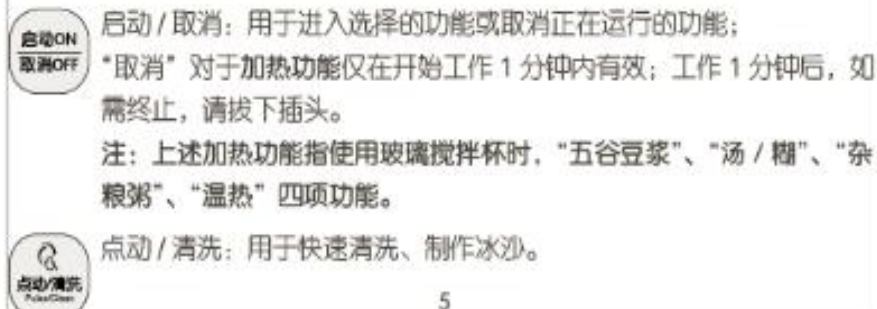 启动ON
取消OFF
启动 / 取消：用于进入选择的功能或取消正在运行的功能；
“取消”对于加热功能仅在开始工作 1 分钟内有效；工作 1 分钟后，如
需终止，请拔下插头。
注：上述加热功能指使用玻璃搅拌杯时，“五谷豆浆”、“汤 / 糊”、“杂
粮粥”、“温热”四项功能。
点动/清洗
Pulse/Clean
点动 / 清洗：用于快速清洗、制作冰沙。
5